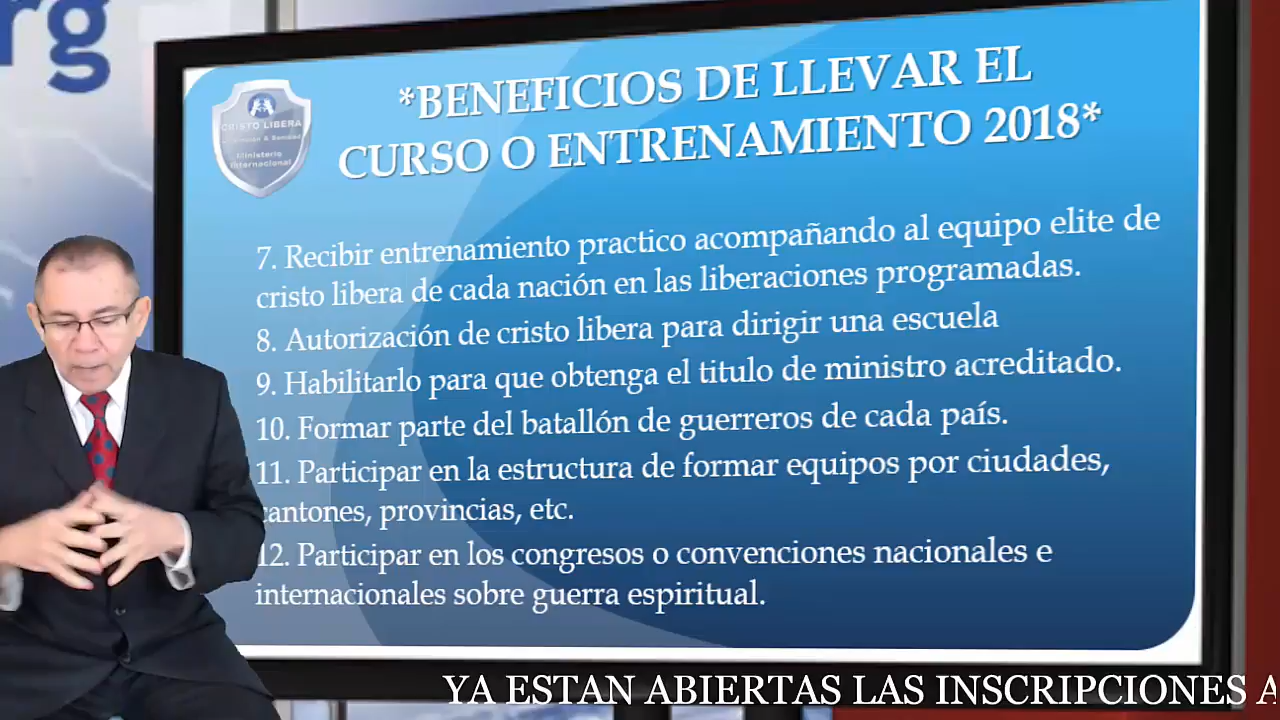 rg
CRISTO LIBERA
Ministerio
Internacional
*BENEFICIOS DE LLEVAR EL
CURSO O ENTRENAMIENTO 2018*
7. Recibir entrenamiento practico acompañando al equipo elite de
cristo libera de cada nación en las liberaciones programadas.
8. Autorización de cristo libera para dirigir una escuela
9. Habilitarlo para que obtenga el titulo de ministro acreditado.
10. Formar parte del batallón de guerreros de cada país.
11. Participar en la estructura de formar equipos por ciudades,
cantones, provincias, etc.
12. Participar en los congresos o convenciones nacionales e
internacionales sobre guerra espiritual.
YA ESTAN ABIERTAS LAS INSCRIPCIONES A